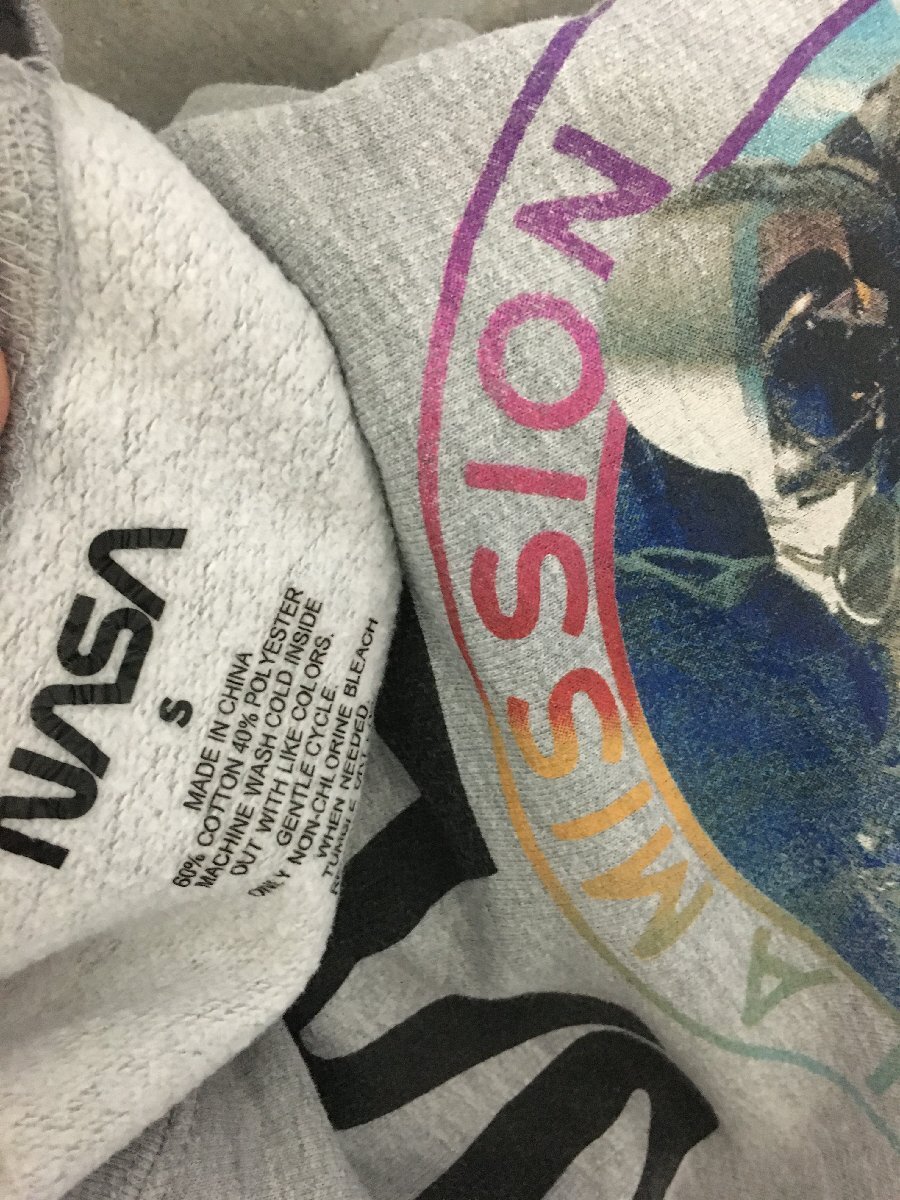 NASA
S
MADE IN CHINA
60% COTTON 40% POLYESTER
MACHINE WASH COLD INSIDE
OUT WITH LIKE COLORS.
GENTLE CYCLE.
ONLY NON-CHLORINE BLEACH
WHEN NEEDED.
A MISSION